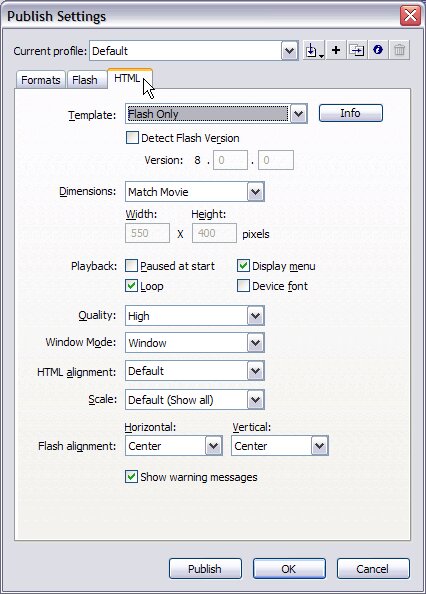 Publish Settings
Current profile: Default
Formats Flash HTML
Template: Flash Only Info
Detect Flash Version
Version: 8 . 0 . 0
Dimensions: Match Movie
Width: Height:
550 X 400 pixels
Playback: Paused at start Display menu
Loop Device font
Quality: High
Window Mode: Window
HTML alignment: Default
Scale: Default (Show all)
Horizontal: Vertical:
Flash alignment: Center Center
Show warning messages
Publish OK Cancel